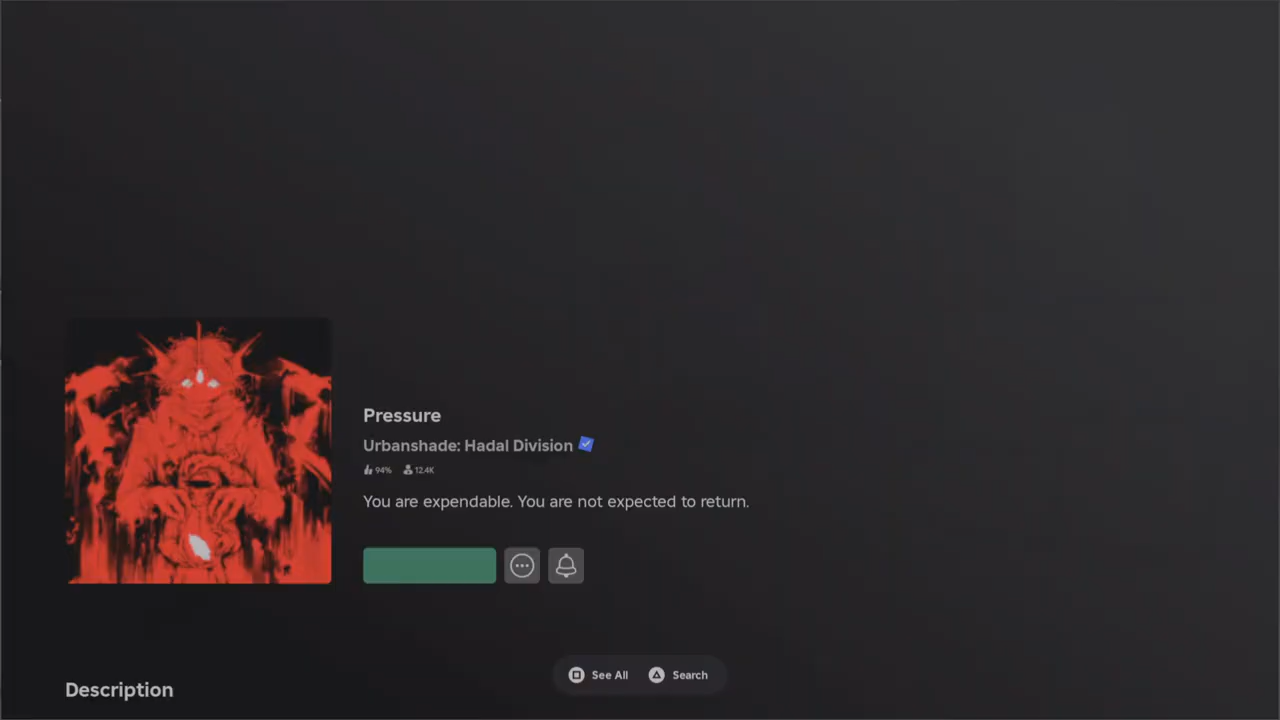 Pressure
Urbanshade: Hadal Division
94% 12.4K
You are expendable. You are not expected to return.
See All Search
Description